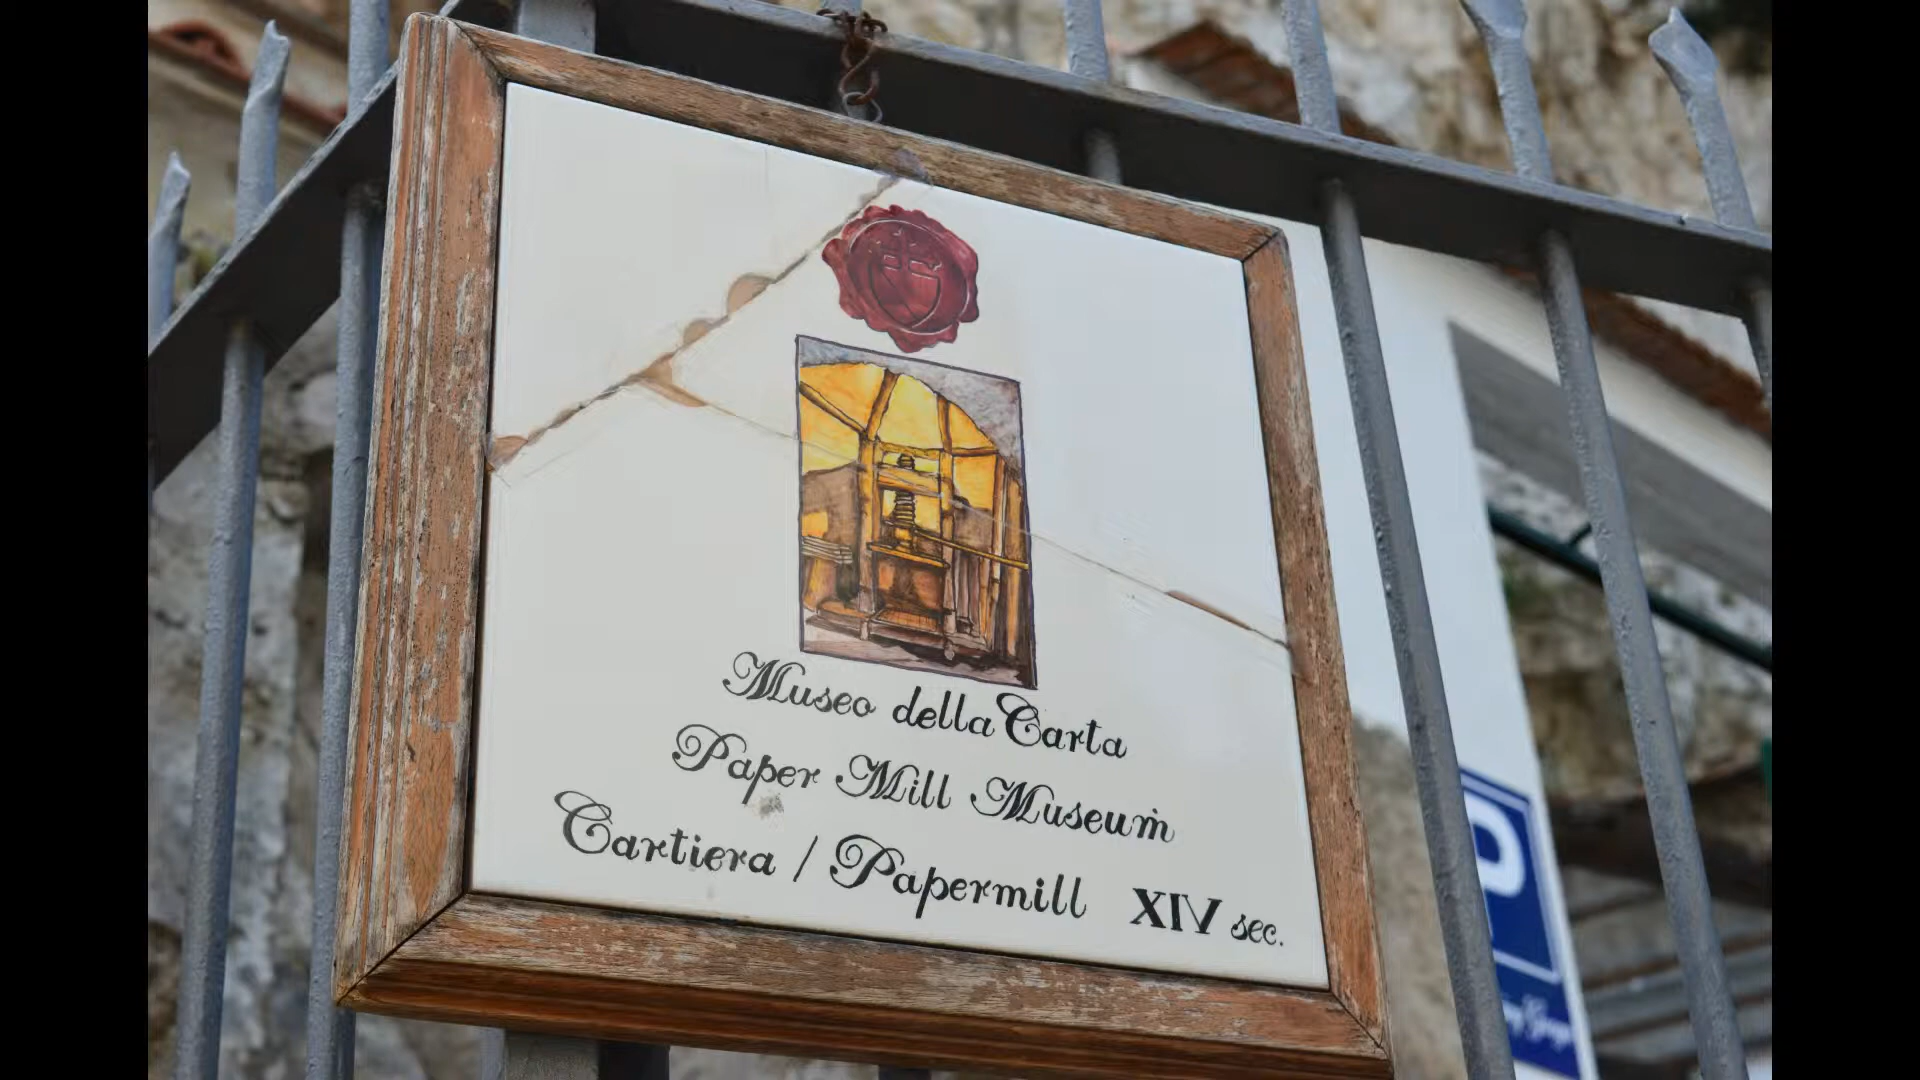 Museo della Carta
Paper Mill Museum
Cartiera / Papermill XIV sec.
P